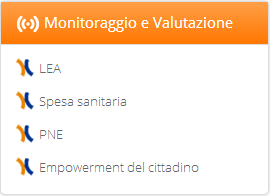 Monitoraggio e Valutazione
LEA
Spesa sanitaria
PNE
Empowerment del cittadino